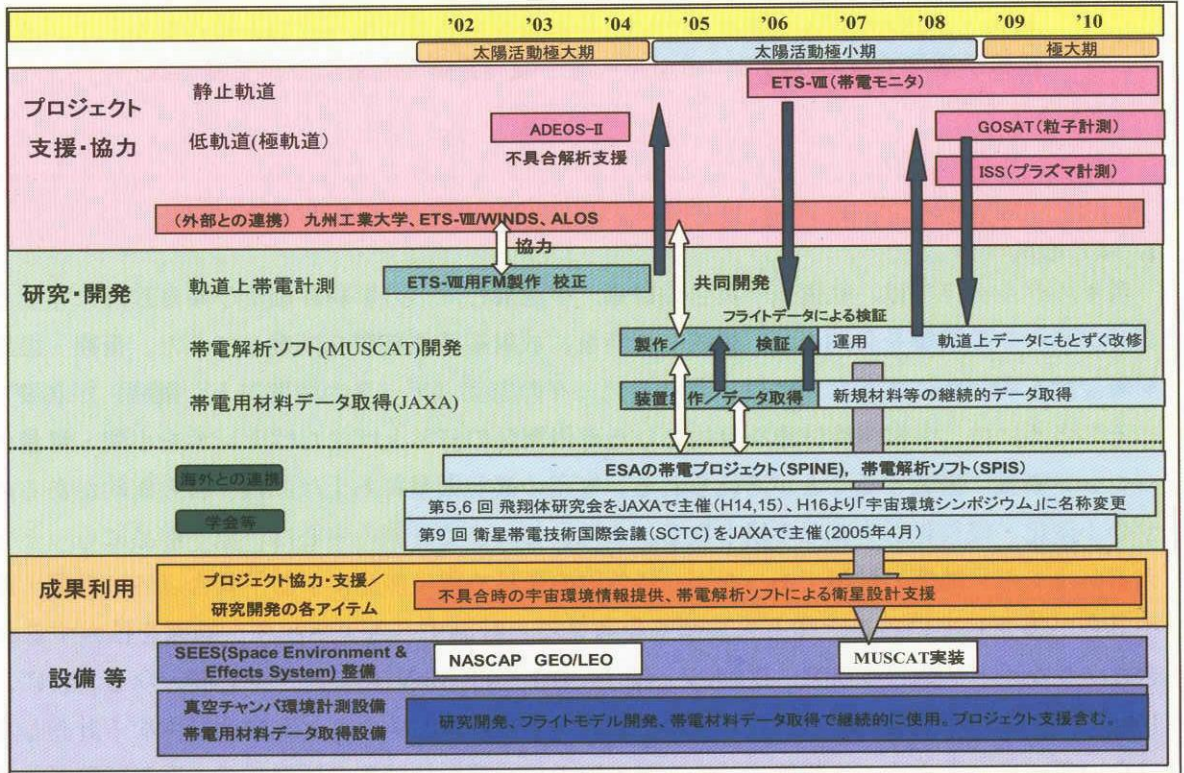 '02 '03 '04 '05 '06 '07 '08 '09 '10
太陽活動極大期 太陽活動極小期 極大期
プロジェクト
支援・協力
静止軌道
ETS-Ⅷ(帯電モニタ)
低軌道(極軌道)
ADEOS-Ⅱ
不具合解析支援
GOSAT(粒子計測)
ISS(プラズマ計測)
(外部との連携) 九州工業大学、ETS-Ⅷ/WINDS、ALOS
協力
研究・開発
軌道上帯電計測
ETS-Ⅷ用FM製作 校正
共同開発
フライトデータによる検証
帯電解析ソフト(MUSCAT)開発
製作/ 検証 運用 軌道上データにもとずく改修
帯電用材料データ取得(JAXA)
装置製作/データ取得 新規材料等の継続的データ取得
海外との連携
ESAの帯電プロジェクト(SPINE), 帯電解析ソフト(SPIS)
学会等
第5,6 回 飛翔体研究会をJAXAで主催(H14,15)、H16より「宇宙環境シンポジウム」に名称変更
第9 回 衛星帯電技術国際会議(SCTC) をJAXAで主催(2005年4月)
成果利用
プロジェクト協力・支援/
研究開発の各アイテム
不具合時の宇宙環境情報提供、帯電解析ソフトによる衛星設計支援
設備 等
SEES(Space Environment &
Effects System) 整備
NASCAP GEO/LEO
MUSCAT実装
真空チャンバ環境計測設備
帯電用材料データ取得設備
研究開発、フライトモデル開発、帯電材料データ取得で継続的に使用。プロジェクト支援含む。